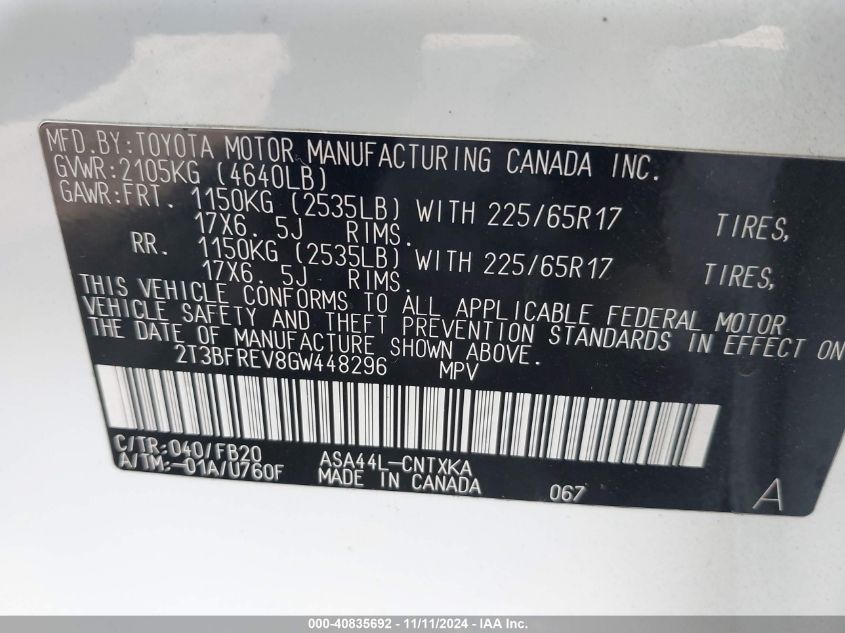 MFD.BY:TOYOTA MOTOR MANUFACTURING CANADA INC.
GVWR:2105KG (4640LB)
GAWR:FRT. 1150KG (2535LB) WITH 225/65R17 TIRES,
17X6. 5J RIMS.
RR. 1150KG (2535LB) WITH 225/65R17 TIRES,
17X6. 5J RIMS.
THIS VEHICLE CONFORMS TO ALL APPLICABLE FEDERAL MOTOR
VEHICLE SAFETY AND THEFT PREVENTION STANDARDS IN EFFECT ON
THE DATE OF MANUFACTURE SHOWN ABOVE.
2T3BFREV8GW448296 MPV
C/TR:040/FB20 ASA44L-CNTXKA
A/TM:-01A/U760F MADE IN CANADA 067 A
000-40835692 - 11/11/2024 - IAA Inc.